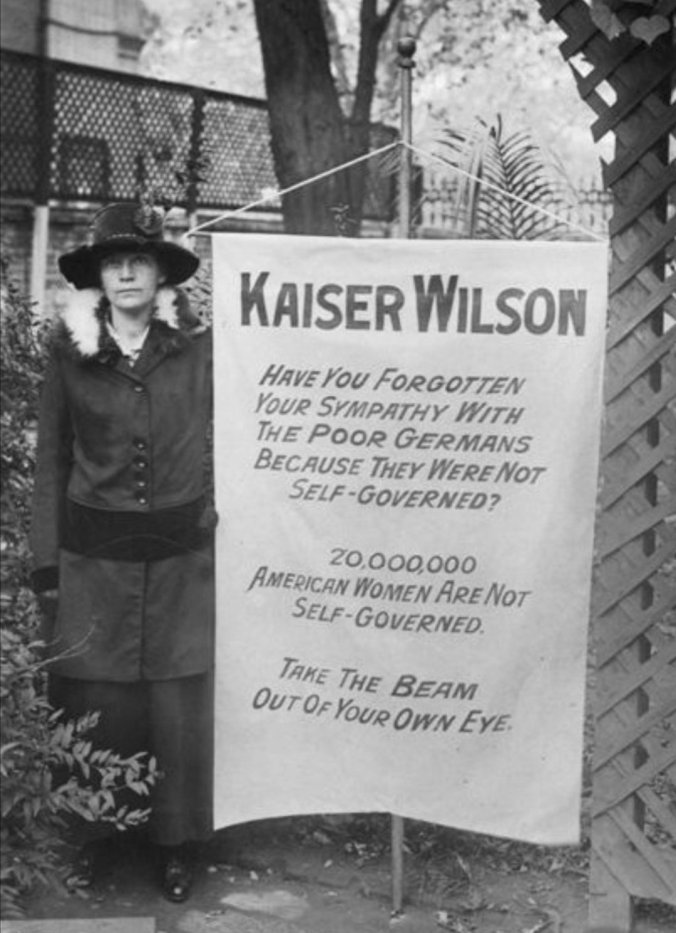 KAISER WILSON
HAVE YOU FORGOTTEN
YOUR SYMPATHY WITH
THE POOR GERMANS
BECAUSE THEY WERE NOT
SELF-GOVERNED?
20,000,000
AMERICAN WOMEN ARE NOT
SELF-GOVERNED.
TAKE THE BEAM
OUT OF YOUR OWN EYE.